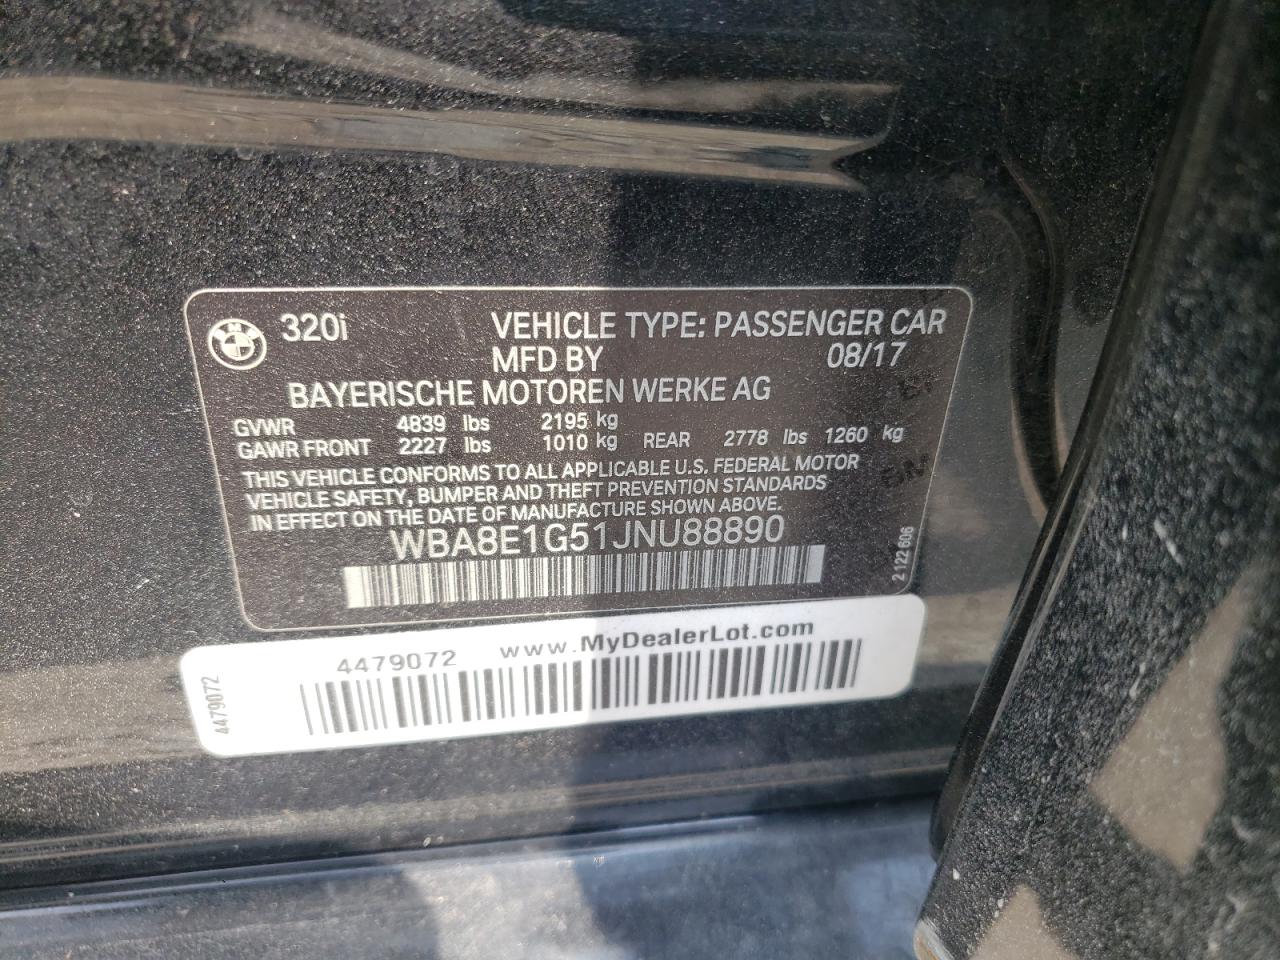 320i VEHICLE TYPE: PASSENGER CAR
MFD BY 08/17
BAYERISCHE MOTOREN WERKE AG
GVWR 4839 lbs 2195 kg
GAWR FRONT 2227 lbs 1010 kg REAR 2778 lbs 1260 kg
THIS VEHICLE CONFORMS TO ALL APPLICABLE U.S. FEDERAL MOTOR
VEHICLE SAFETY, BUMPER AND THEFT PREVENTION STANDARDS
IN EFFECT ON THE DATE OF MANUFACTURE SHOWN ABOVE.
WBA8E1G51JNU88890
2 122 606
4479072 www.MyDealerLot.com
4479072